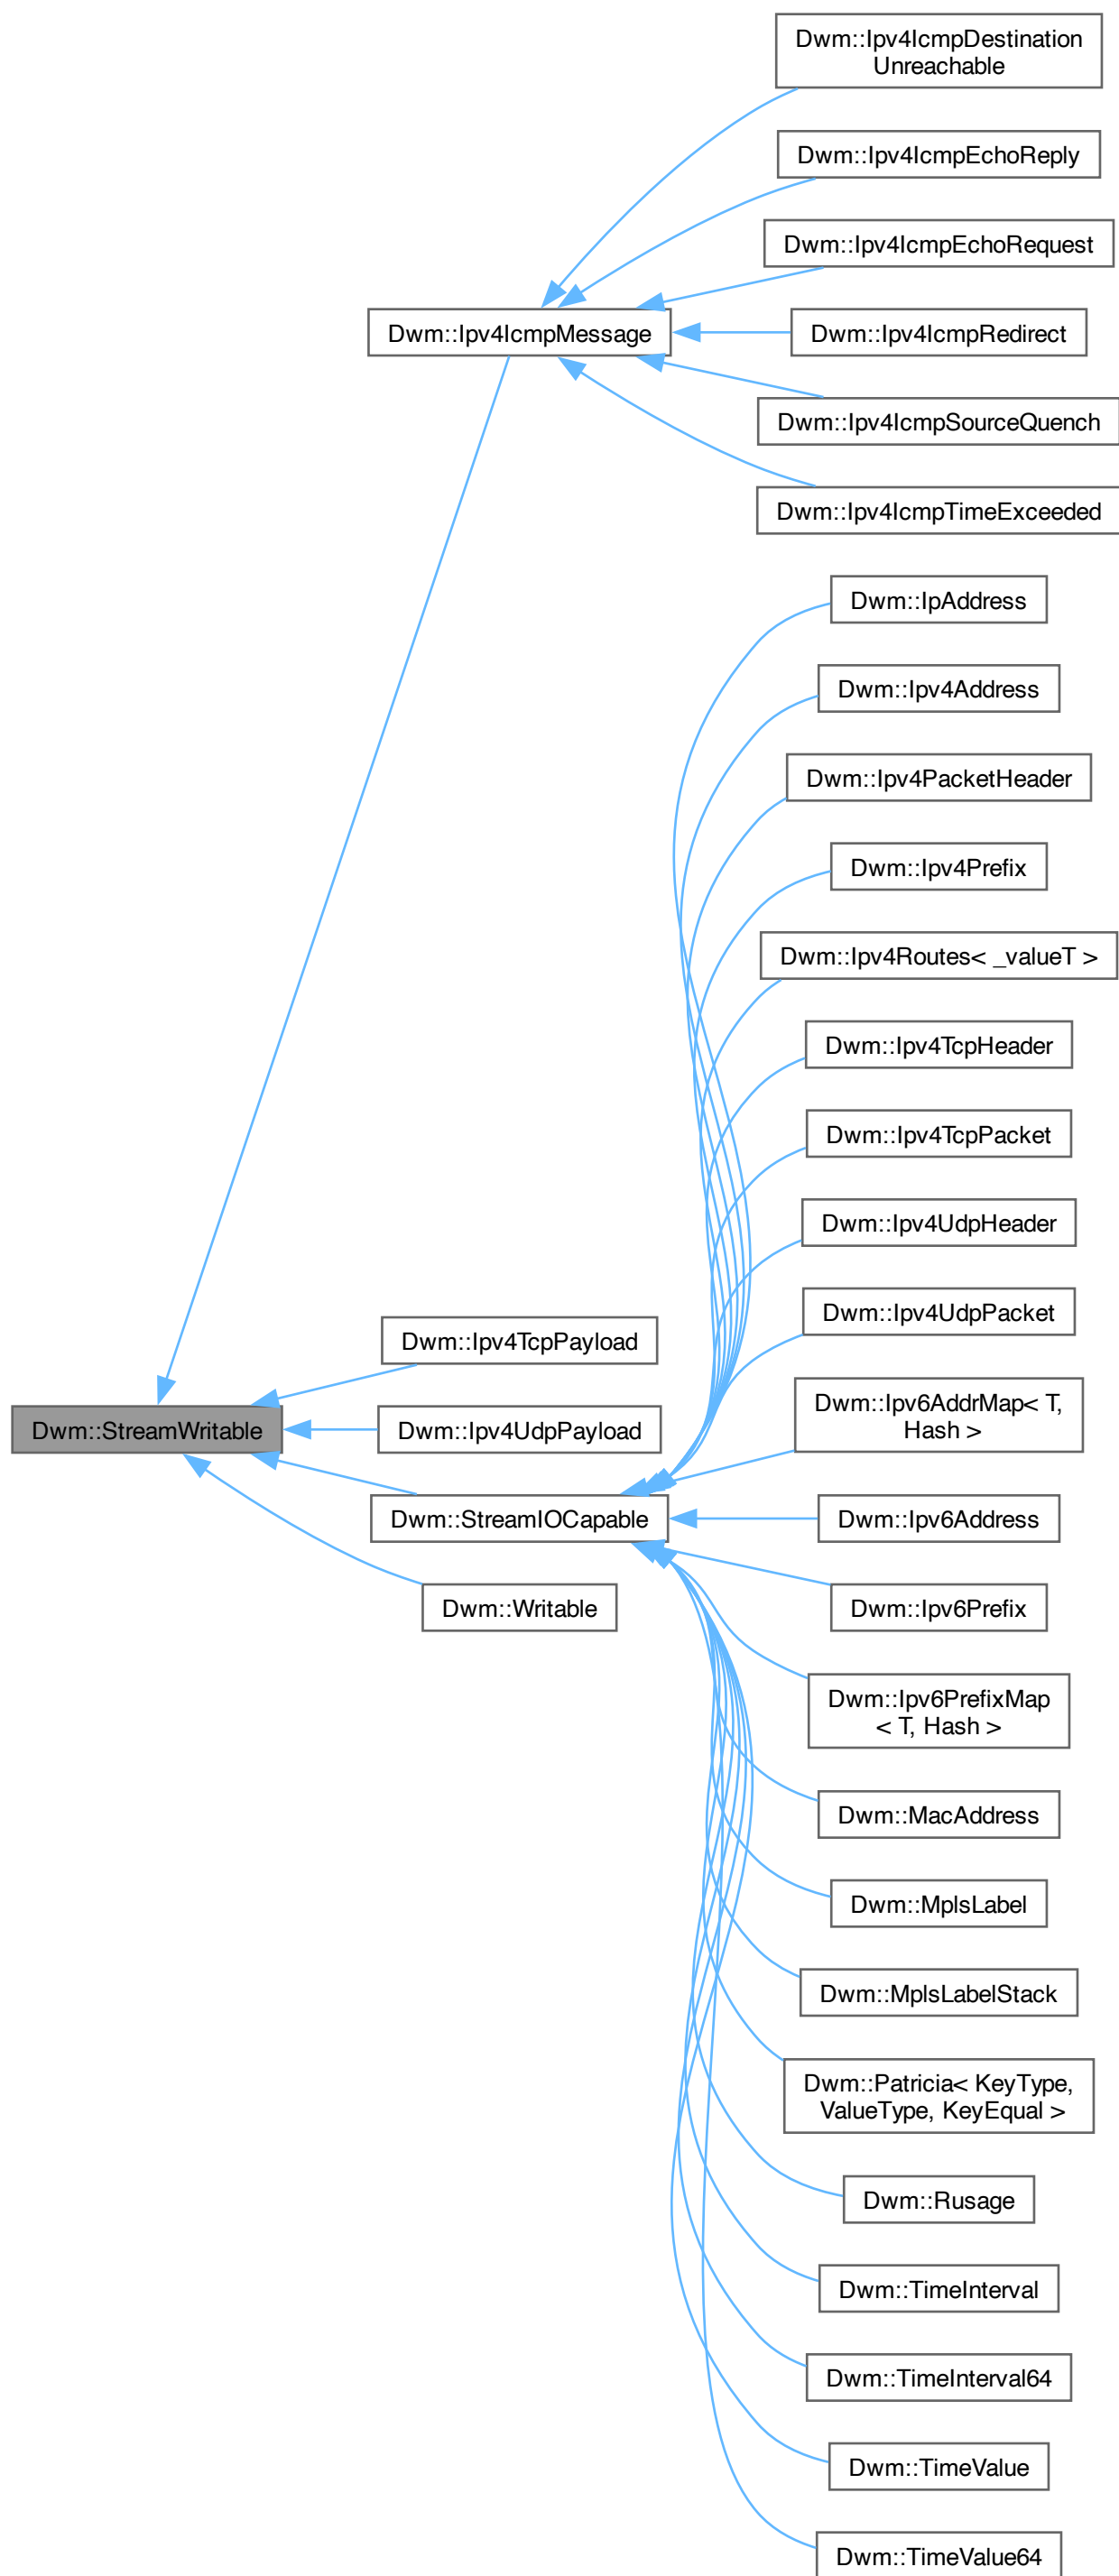 Dwm::Ipv4IcmpDestination
Unreachable
Dwm::Ipv4IcmpEchoReply
Dwm::Ipv4IcmpEchoRequest
Dwm::Ipv4IcmpMessage
Dwm::Ipv4IcmpRedirect
Dwm::Ipv4IcmpSourceQuench
Dwm::Ipv4IcmpTimeExceeded
Dwm::IpAddress
Dwm::Ipv4Address
Dwm::Ipv4PacketHeader
Dwm::Ipv4Prefix
Dwm::Ipv4Routes< _valueT >
Dwm::Ipv4TcpHeader
Dwm::Ipv4TcpPacket
Dwm::Ipv4UdpHeader
Dwm::Ipv4UdpPacket
Dwm::Ipv4TcpPayload
Dwm::Ipv6AddrMap< T,
Hash >
Dwm::StreamWritable
Dwm::Ipv4UdpPayload
Dwm::StreamIOCapable
Dwm::Ipv6Address
Dwm::Writable
Dwm::Ipv6Prefix
Dwm::Ipv6PrefixMap
< T, Hash >
Dwm::MacAddress
Dwm::MplsLabel
Dwm::MplsLabelStack
Dwm::Patricia< KeyType,
ValueType, KeyEqual >
Dwm::Rusage
Dwm::TimeInterval
Dwm::TimeInterval64
Dwm::TimeValue
Dwm::TimeValue64